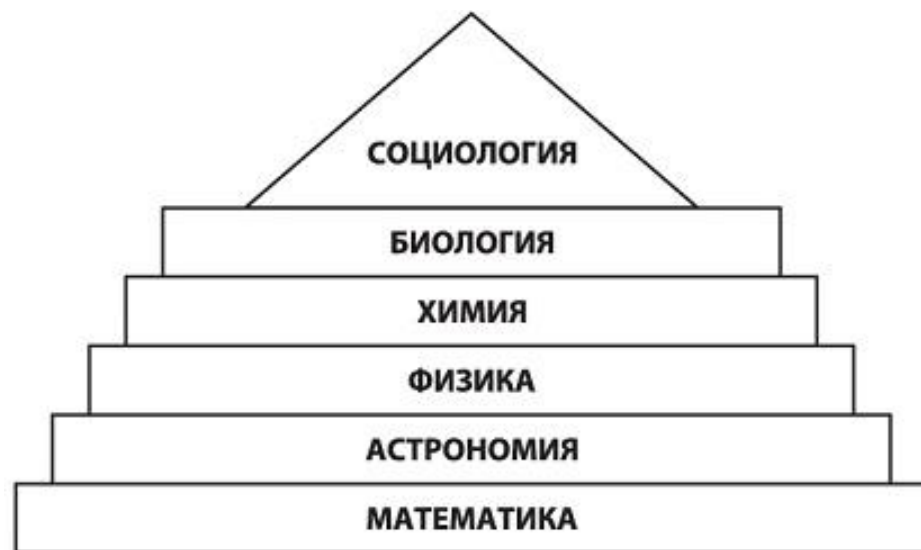 СОЦИОЛОГИЯ
БИОЛОГИЯ
ХИМИЯ
ФИЗИКА
АСТРОНОМИЯ
МАТЕМАТИКА